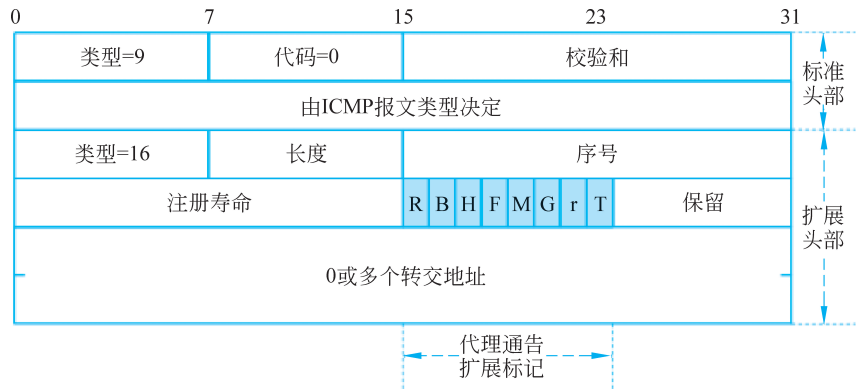 0 7 15 23 31
类型=9 代码=0 校验和
标准
头部
由ICMP报文类型决定
类型=16 长度 序号
注册寿命 R B H F M G r T 保留
扩展
头部
0或多个转交地址
代理通告
扩展标记